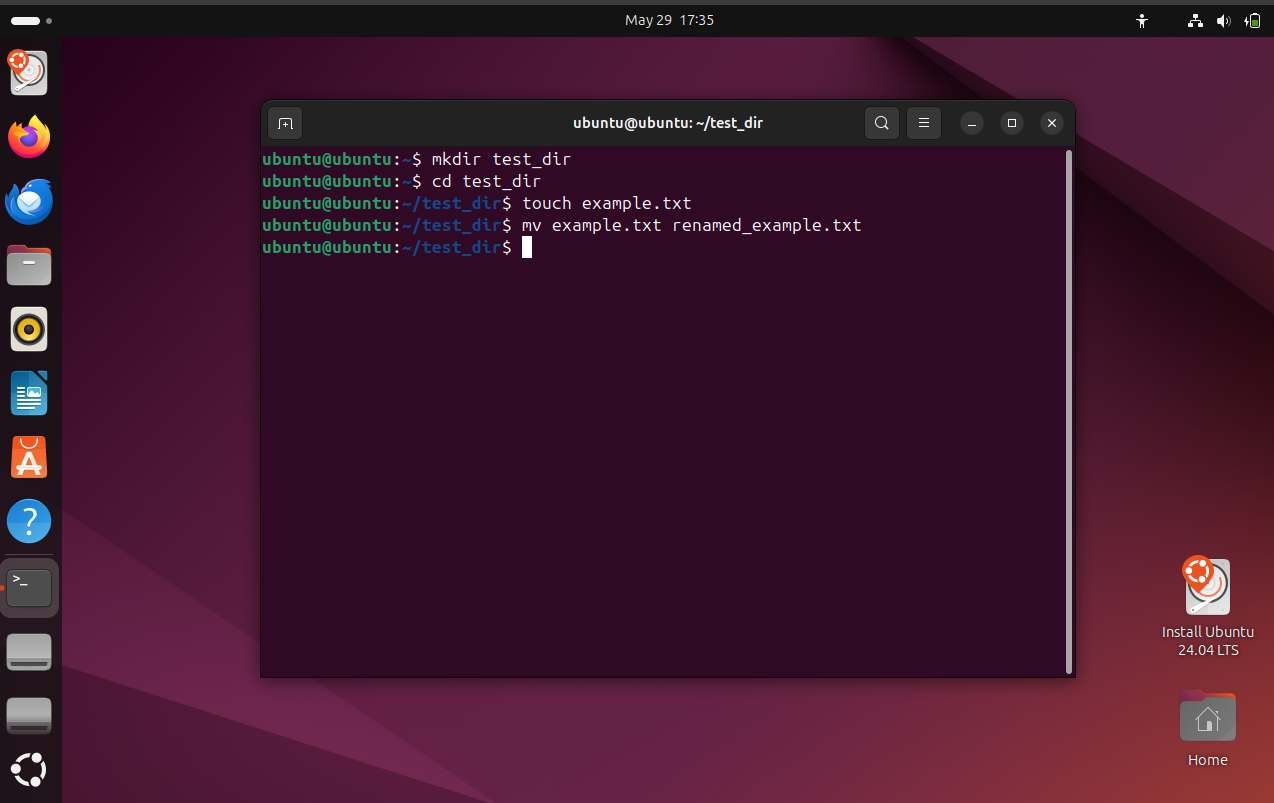 May 29 17:35
ubuntu@ubuntu: ~/test_dir
ubuntu@ubuntu:~$ mkdir test_dir
ubuntu@ubuntu:~$ cd test_dir
ubuntu@ubuntu:~/test_dir$ touch example.txt
ubuntu@ubuntu:~/test_dir$ mv example.txt renamed_example.txt
ubuntu@ubuntu:~/test_dir$
?
>_
Install Ubuntu
24.04 LTS
Home